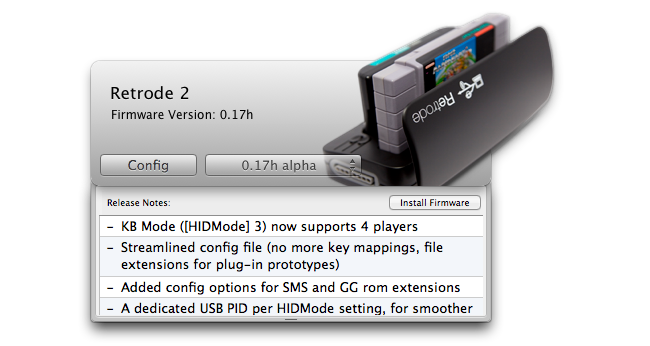 Retrode
Retrode 2
Firmware Version: 0.17h
Config
0.17h alpha
Release Notes:
Install Firmware
– KB Mode ([HIDMode] 3) now supports 4 players
– Streamlined config file (no more key mappings, file
extensions for plug-in prototypes)
– Added config options for SMS and GG rom extensions
– A dedicated USB PID per HIDMode setting, for smoother